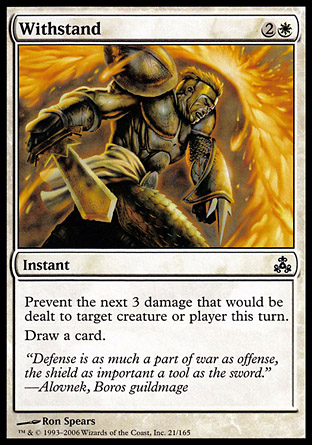 Withstand 2
Instant
Prevent the next 3 damage that would be
dealt to target creature or player this turn.
Draw a card.
“Defense is as much a part of war as offense,
the shield as important a tool as the sword.”
—Alovnek, Boros guildmage
Ron Spears
™ & © 1993–2006 Wizards of the Coast, Inc. 21/165